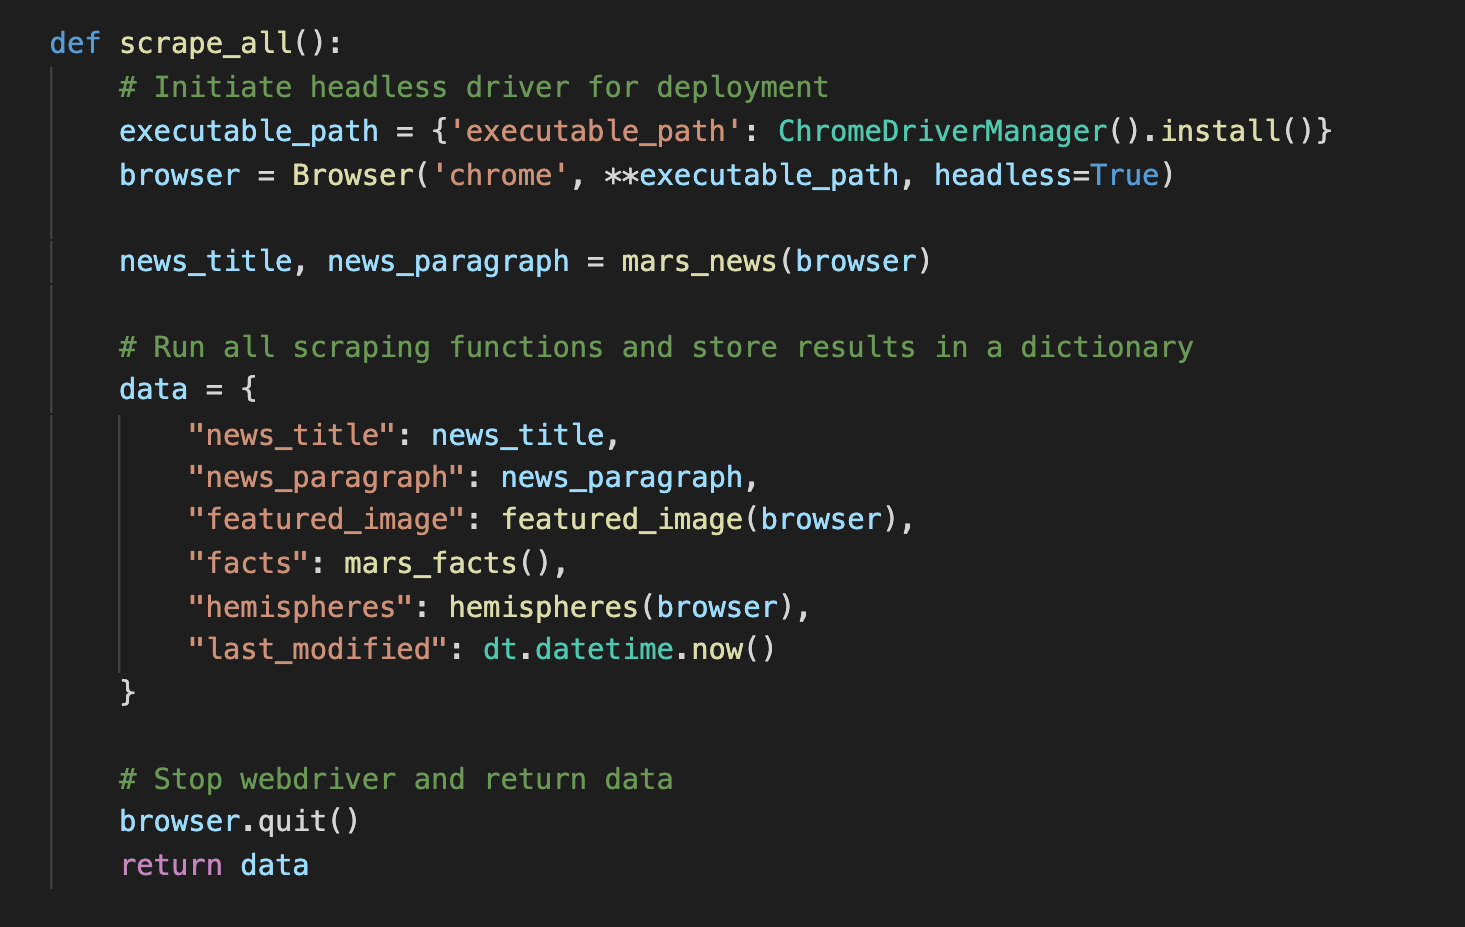 def scrape_all():
    # Initiate headless driver for deployment
    executable_path = {'executable_path': ChromeDriverManager().install()}
    browser = Browser('chrome', **executable_path, headless=True)

    news_title, news_paragraph = mars_news(browser)

    # Run all scraping functions and store results in a dictionary
    data = {
        "news_title": news_title,
        "news_paragraph": news_paragraph,
        "featured_image": featured_image(browser),
        "facts": mars_facts(),
        "hemispheres": hemispheres(browser),
        "last_modified": dt.datetime.now()
    }

    # Stop webdriver and return data
    browser.quit()
    return data